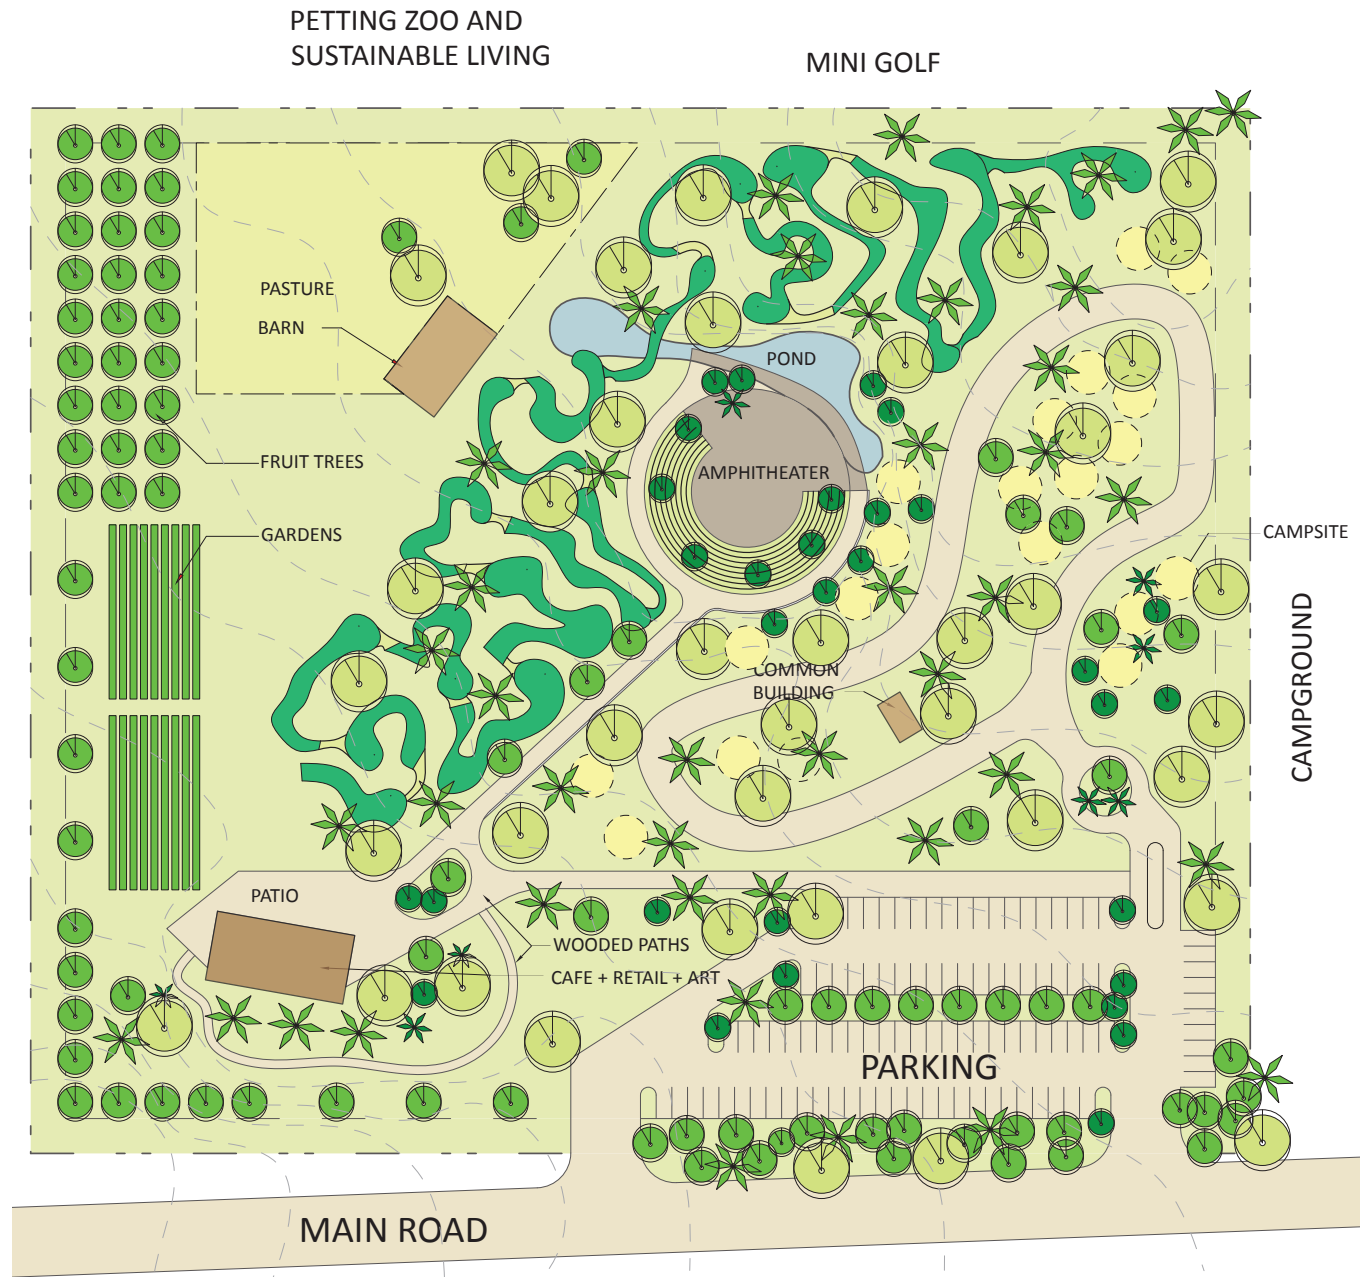 PETTING ZOO AND
SUSTAINABLE LIVING
MINI GOLF
PASTURE
BARN
POND
FRUIT TREES
AMPHITHEATER
GARDENS
CAMPSITE
CAMPGROUND
COMMON
BUILDING
PATIO
WOODED PATHS
CAFE + RETAIL + ART
PARKING
MAIN ROAD